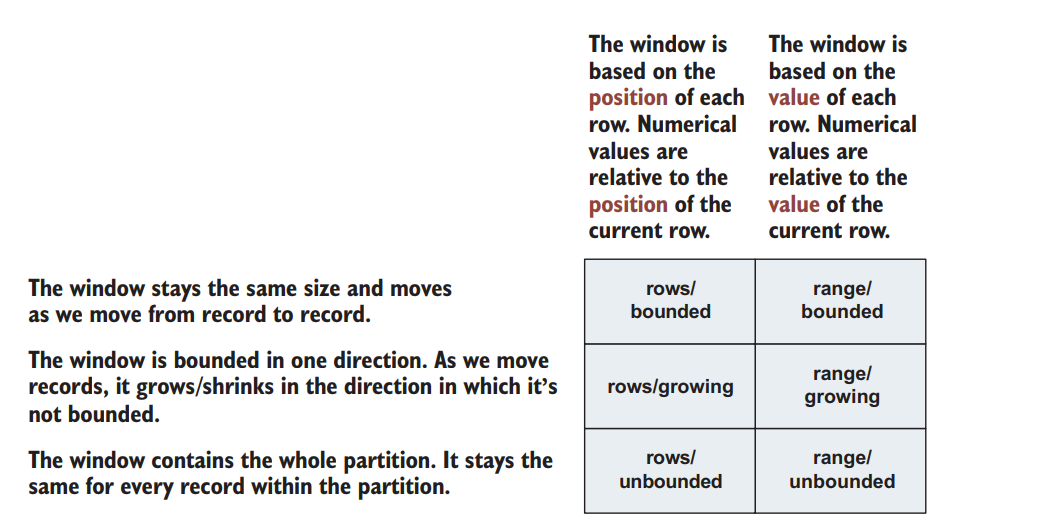 The window is
based on the
position of each
row. Numerical
values are
relative to the
position of the
current row.
The window is
based on the
value of each
row. Numerical
values are
relative to the
value of the
current row.
The window stays the same size and moves
as we move from record to record.
rows/
bounded
range/
bounded
The window is bounded in one direction. As we move
records, it grows/shrinks in the direction in which it’s
not bounded.
rows/growing
range/
growing
The window contains the whole partition. It stays the
same for every record within the partition.
rows/
unbounded
range/
unbounded